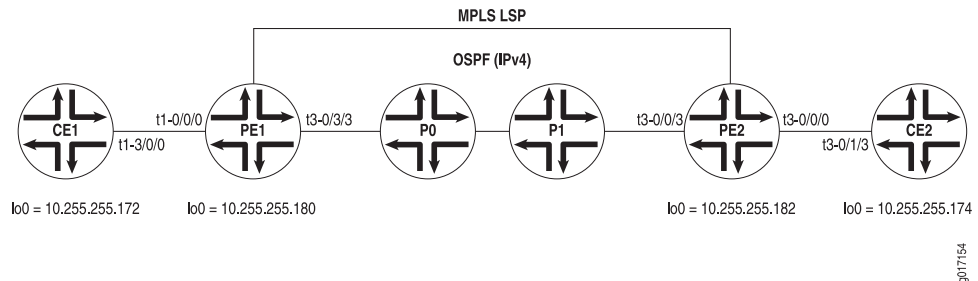 MPLS LSP
OSPF (IPv4)
CE1
t1-3/0/0
t1-0/0/0
PE1
t3-0/3/3
P0
P1
t3-0/0/3
PE2
t3-0/0/0
t3-0/1/3
CE2
lo0 = 10.255.255.172
lo0 = 10.255.255.180
lo0 = 10.255.255.182
lo0 = 10.255.255.174
g017154